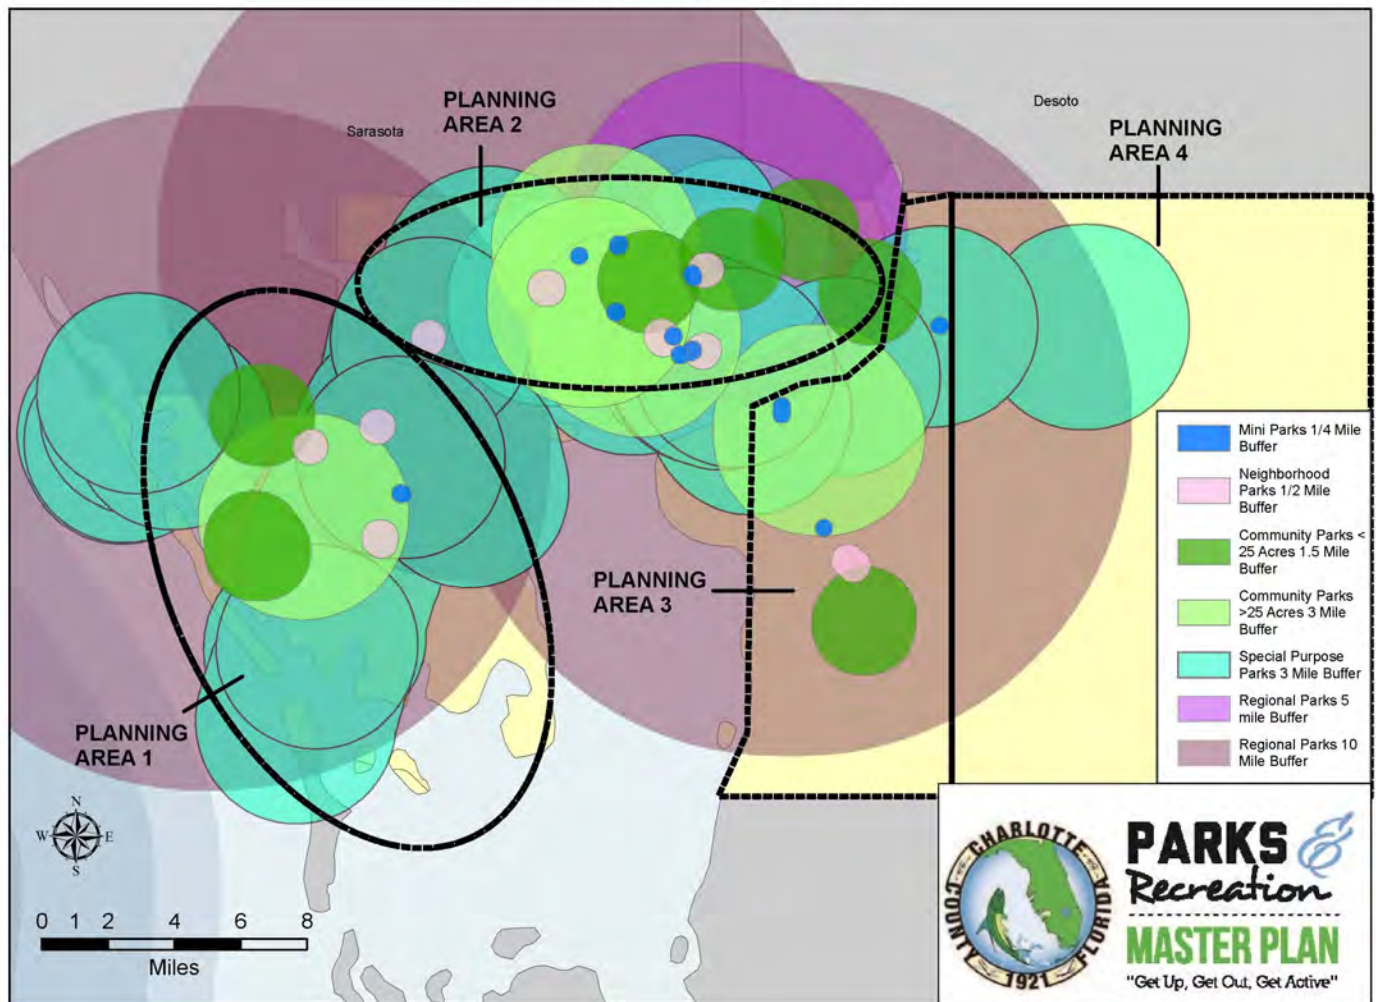 Sarasota
Desoto
PLANNING
AREA 2
PLANNING
AREA 4
PLANNING
AREA 3
PLANNING
AREA 1
Mini Parks 1/4 Mile
Buffer
Neighborhood
Parks 1/2 Mile
Buffer
Community Parks <
25 Acres 1.5 Mile
Buffer
Community Parks
>25 Acres 3 Mile
Buffer
Special Purpose
Parks 3 Mile Buffer
Regional Parks 5
mile Buffer
Regional Parks 10
Mile Buffer
N
W E
S
0 1 2 4 6 8
Miles
CHARLOTTE
COUNTY
FLORIDA
1921
PARKS &
Recreation
MASTER PLAN
"Get Up, Get Out, Get Active"